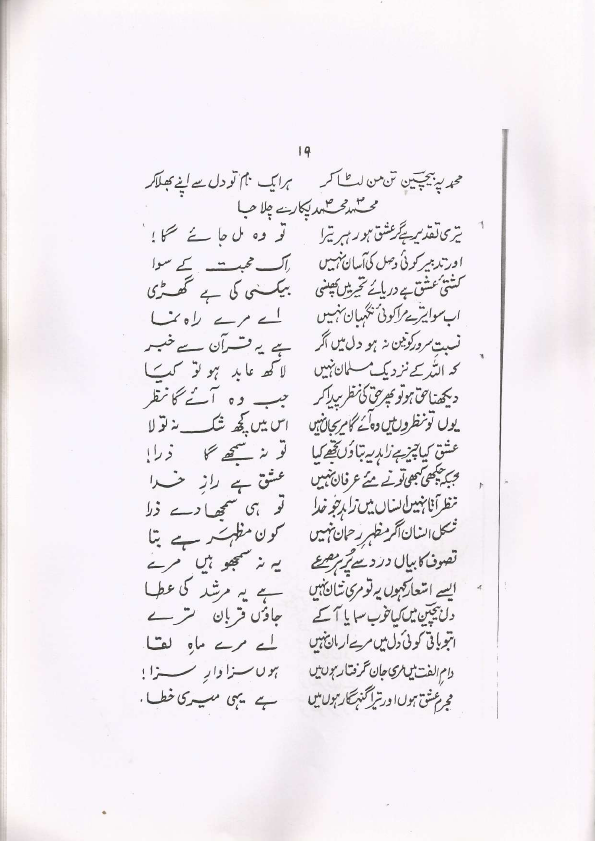 ۱۹
محمد پہ بیچین تن من لٹا کر ہر ایک نام تو دل سے اپنے بھلا کر
محمد محمد پکارے چلا جا
تیری تقدیر ہے گر عشق ہو رہبر تیرا تو وہ مل جائے گا!
اور تدبیر کوئی وصل کی آسان نہیں اِک محبت کے سوا
کشتئ عشق ہے دریائے تحیر میں پھنسی بیکسی کی ہے گھڑی
اب سوا تیرے مرا کوئی نگہبان نہیں اے مرے راہ نما
نسبتِ سرورِ کونین نہ ہو دل میں اگر ہے یہ قرآن سے خبر
کہ اللہ کے نزدیک مسلمان نہیں لاکھ عابد ہو تو کیا
دیکھنا حق ہو تو پھر حق کی نظر پیدا کر جب وہ آئے گا نظر
یوں تو نظروں میں وہ آئے گا مری جان نہیں اس میں کچھ شک نہ تو لا
عشق کیا چیز ہے زاہد یہ بتاؤں تجھے کیا تو نہ سمجھے گا ذرا!
جبکہ چکھی کبھی تو نے مئے عرفان نہیں عشق ہے رازِ خدا
نظر آتا نہیں انساں میں زاہد جو خدا تو ہی سمجھا دے ذرا
شکل انسان اگر مظہرِ رحمان نہیں کون مظہر ہے بتا
تصوف کا بیاں درد سے پُر ہر مصرعے یہ نہ سمجھو ہیں مرے
ایسے اشعار کہوں یہ تو مری شان نہیں ہے یہ مرشد کی عطا
دل بیچین میں کیا خوب سمایا آ کے جاؤں قربان ترے
اب تو باقی کوئی دل میں مرے ارمان نہیں اے مرے ماہِ لقا
دامِ الفت میں مری جان گرفتار ہوں میں ہوں سزاوارِ سزا!
مجرمِ عشق ہوں اور تیرا گنہگار ہوں میں ہے یہی میری خطا۔